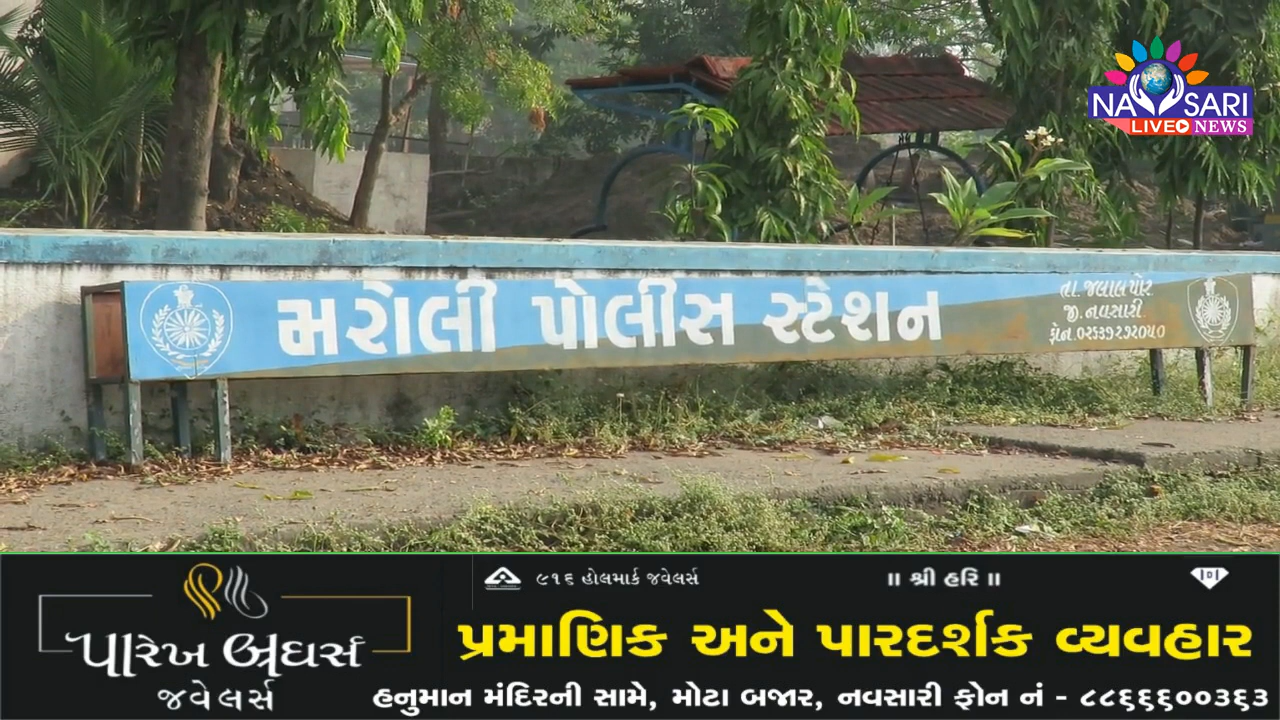 NAVSARI
LIVE NEWS
મરોલી પોલીસ સ્ટેશન
તા. જલાલપોર
જી. નવસારી.
ફોન.૦૨૬૩૭૨૭૨૦૫૦
પારેખ બ્રધર્સ
જવેલર્સ
૯૧૬ હોલમાર્ક જવેલર્સ
॥ શ્રી હરિ ॥
પ્રમાણિક અને પારદર્શક વ્યવહાર
હનુમાન મંદિરની સામે, મોટા બજાર, નવસારી ફોન નં - ૮૮૬૬૬૦૦૩૬૩